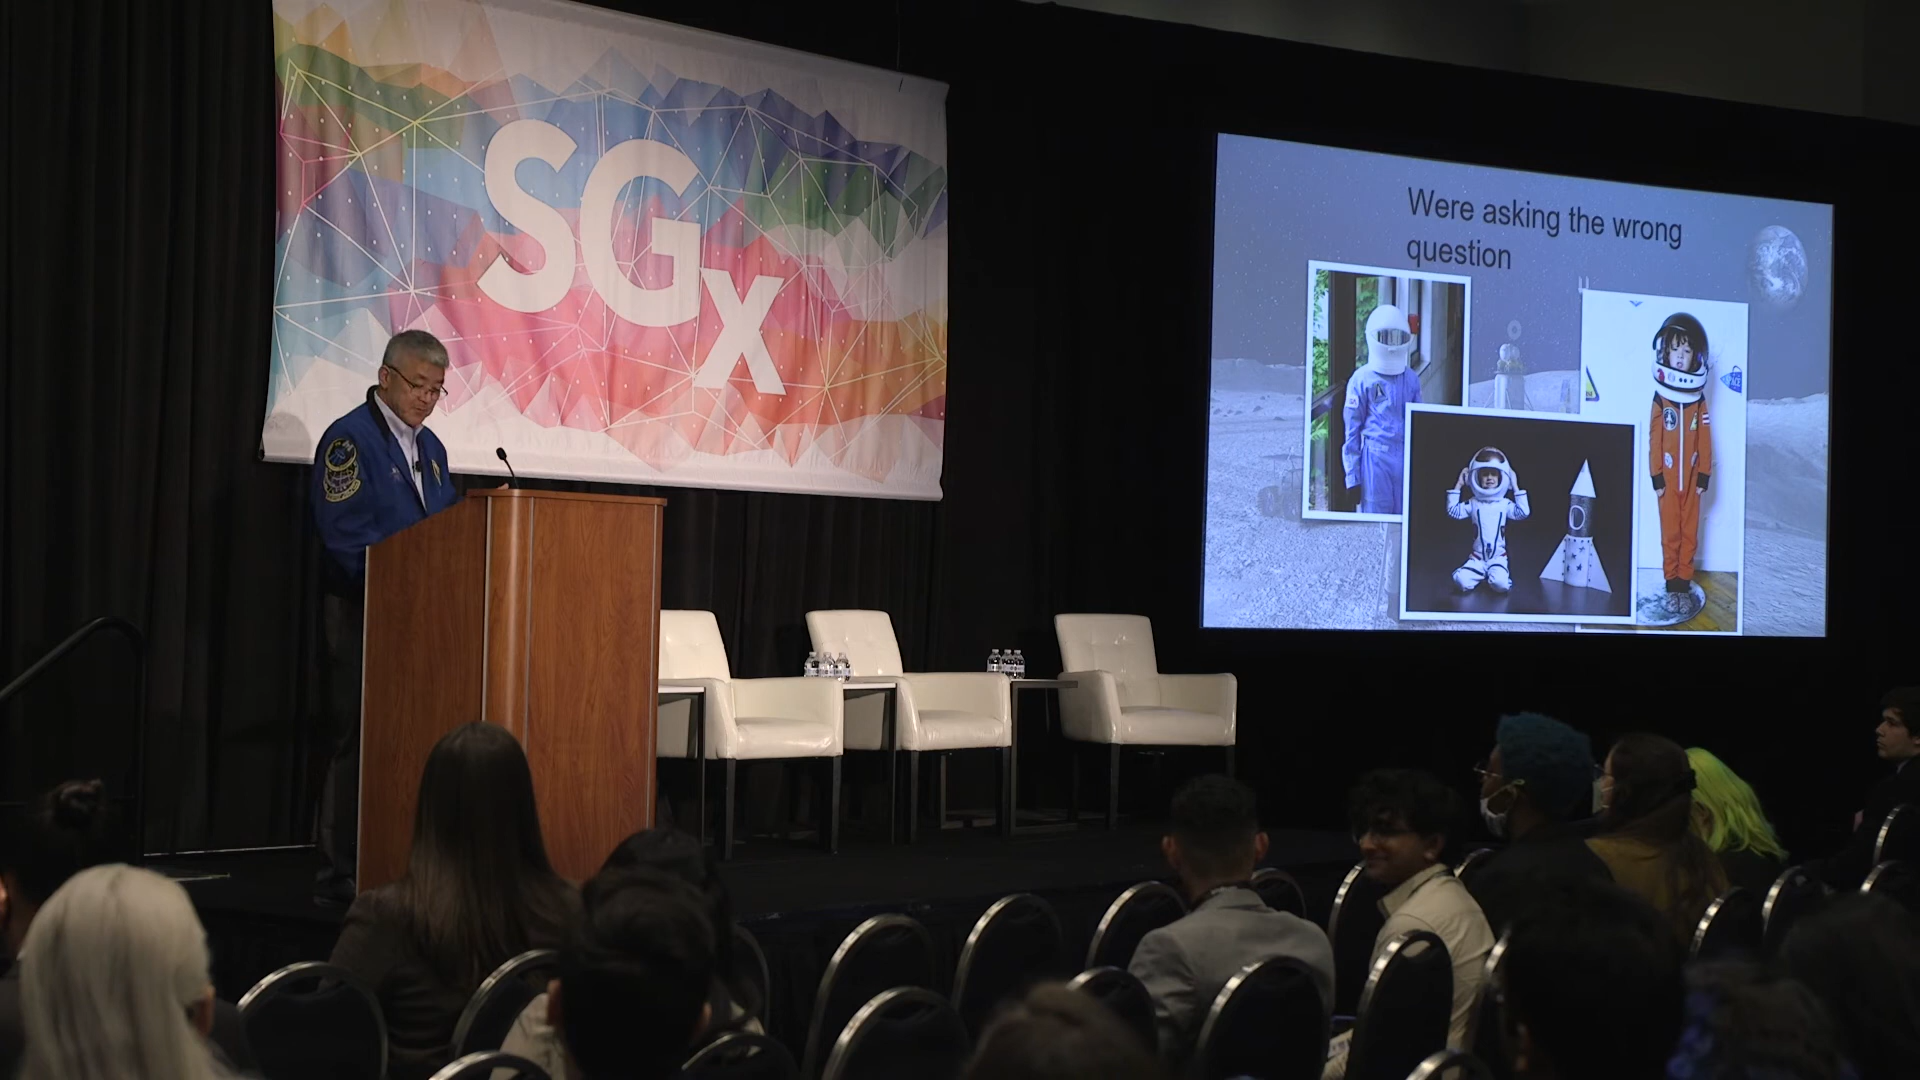 SGx
Were asking the wrong
question